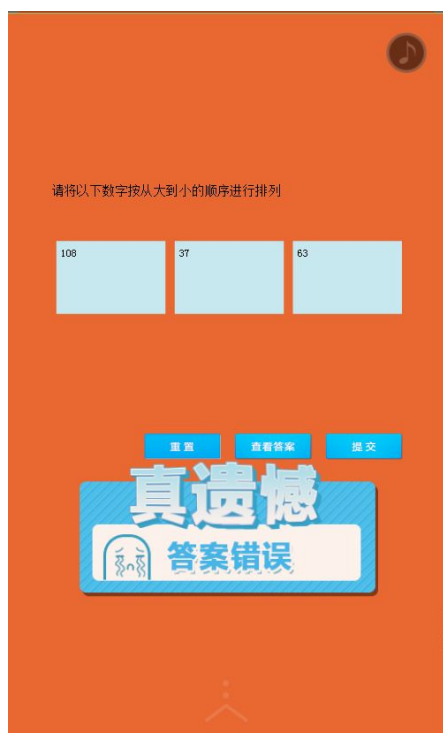 请将以下数字按从大到小的顺序进行排列
108 37 63
重置 查看答案 提交
真遗憾
答案错误